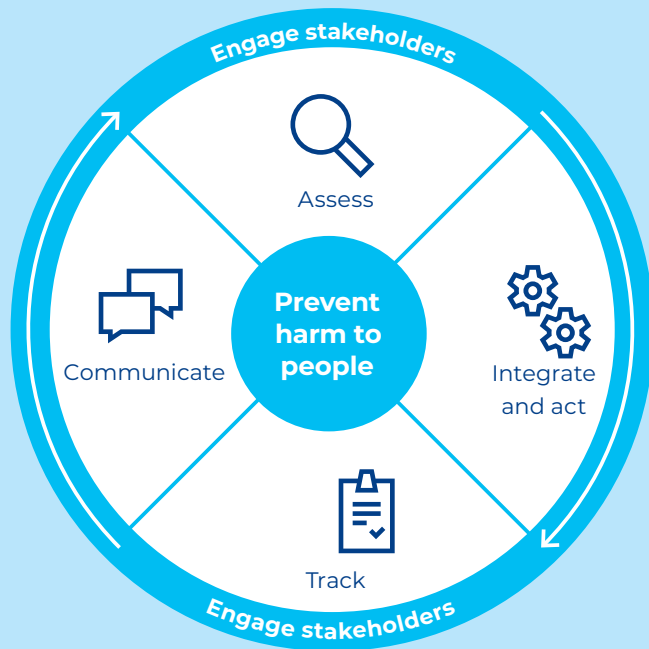 Engage stakeholders
Assess
Prevent
harm to
people
Communicate
Integrate
and act
Track
Engage stakeholders